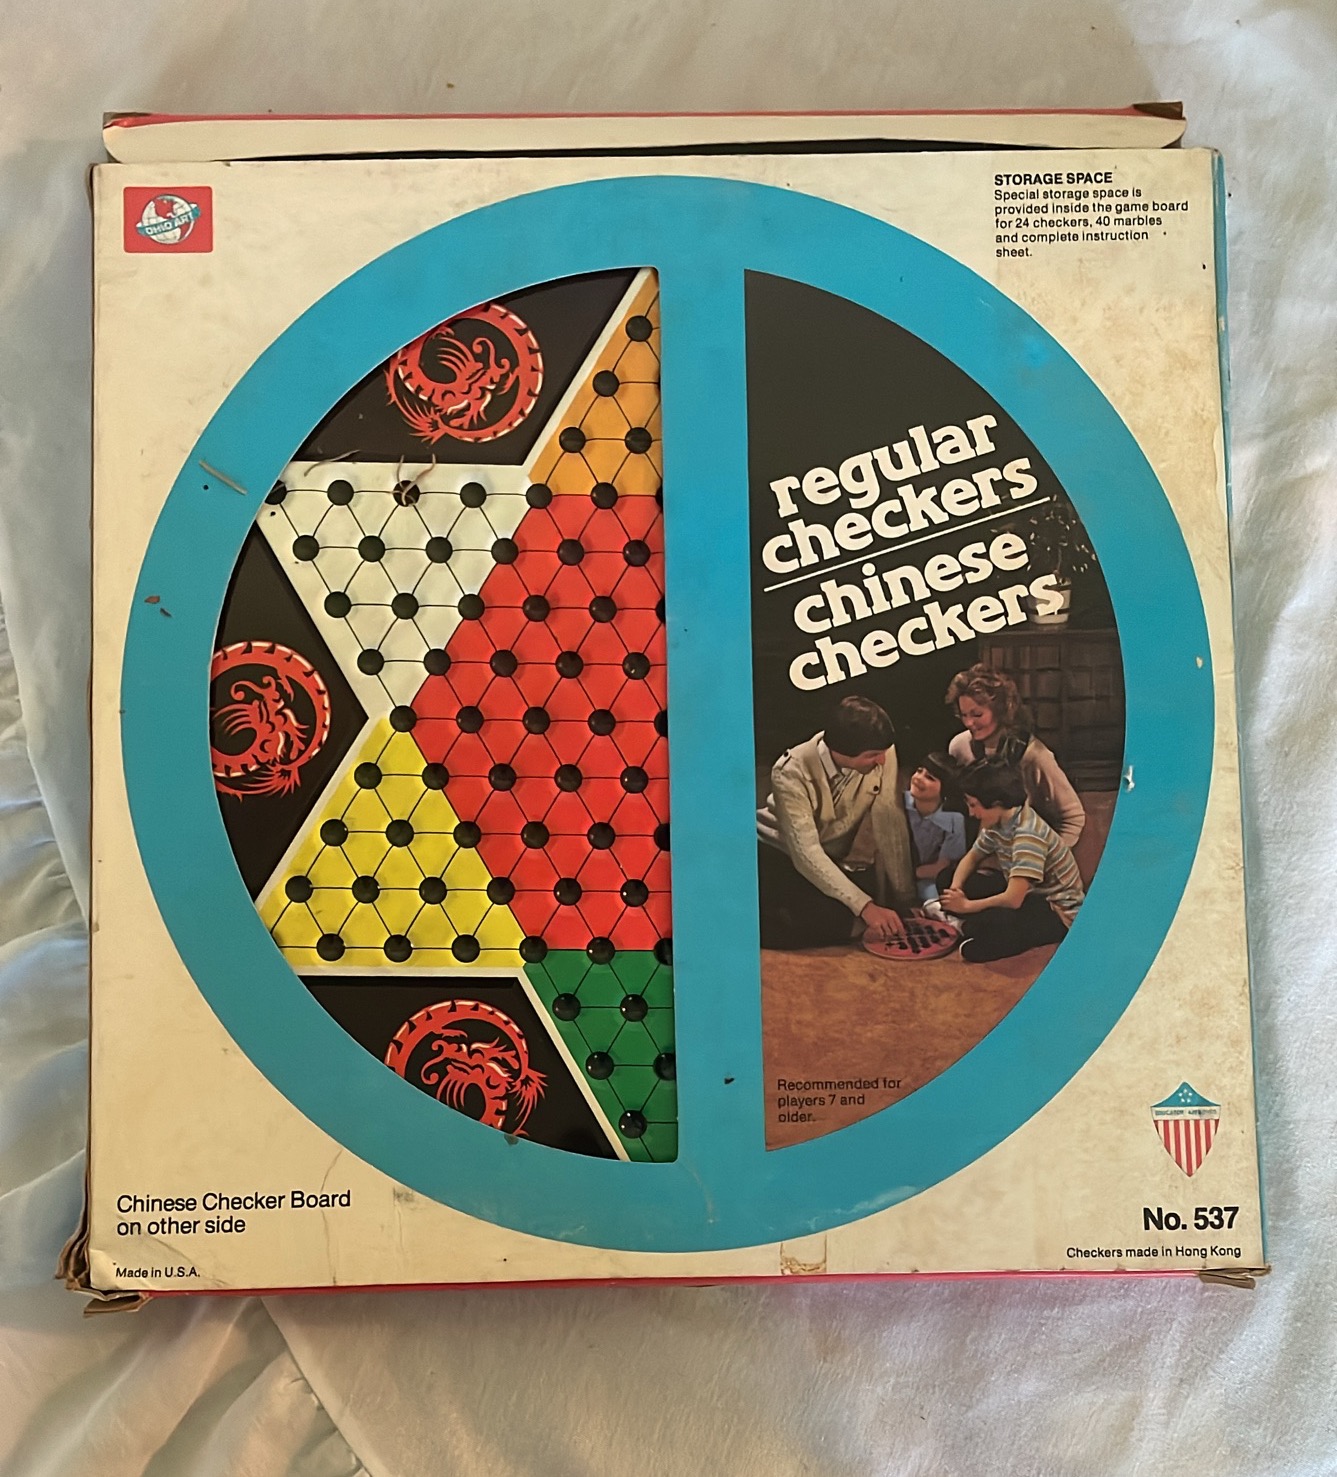 OHIO ART
STORAGE SPACE
Special storage space is
provided inside the game board
for 24 checkers, 40 marbles
and complete instruction
sheet.
regular
checkers
chinese
checkers
Recommended for
players 7 and
older.
Chinese Checker Board
on other side
Made in U.S.A.
No. 537
Checkers made in Hong Kong